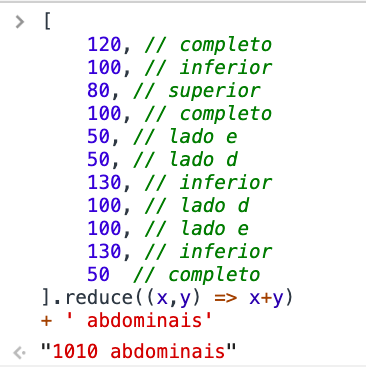 > [
120, // completo
100, // inferior
80, // superior
100, // completo
50, // lado e
50, // lado d
130, // inferior
100, // lado d
100, // lado e
130, // inferior
50 // completo
].reduce((x,y) => x+y)
+ ' abdominais'
"1010 abdominais"